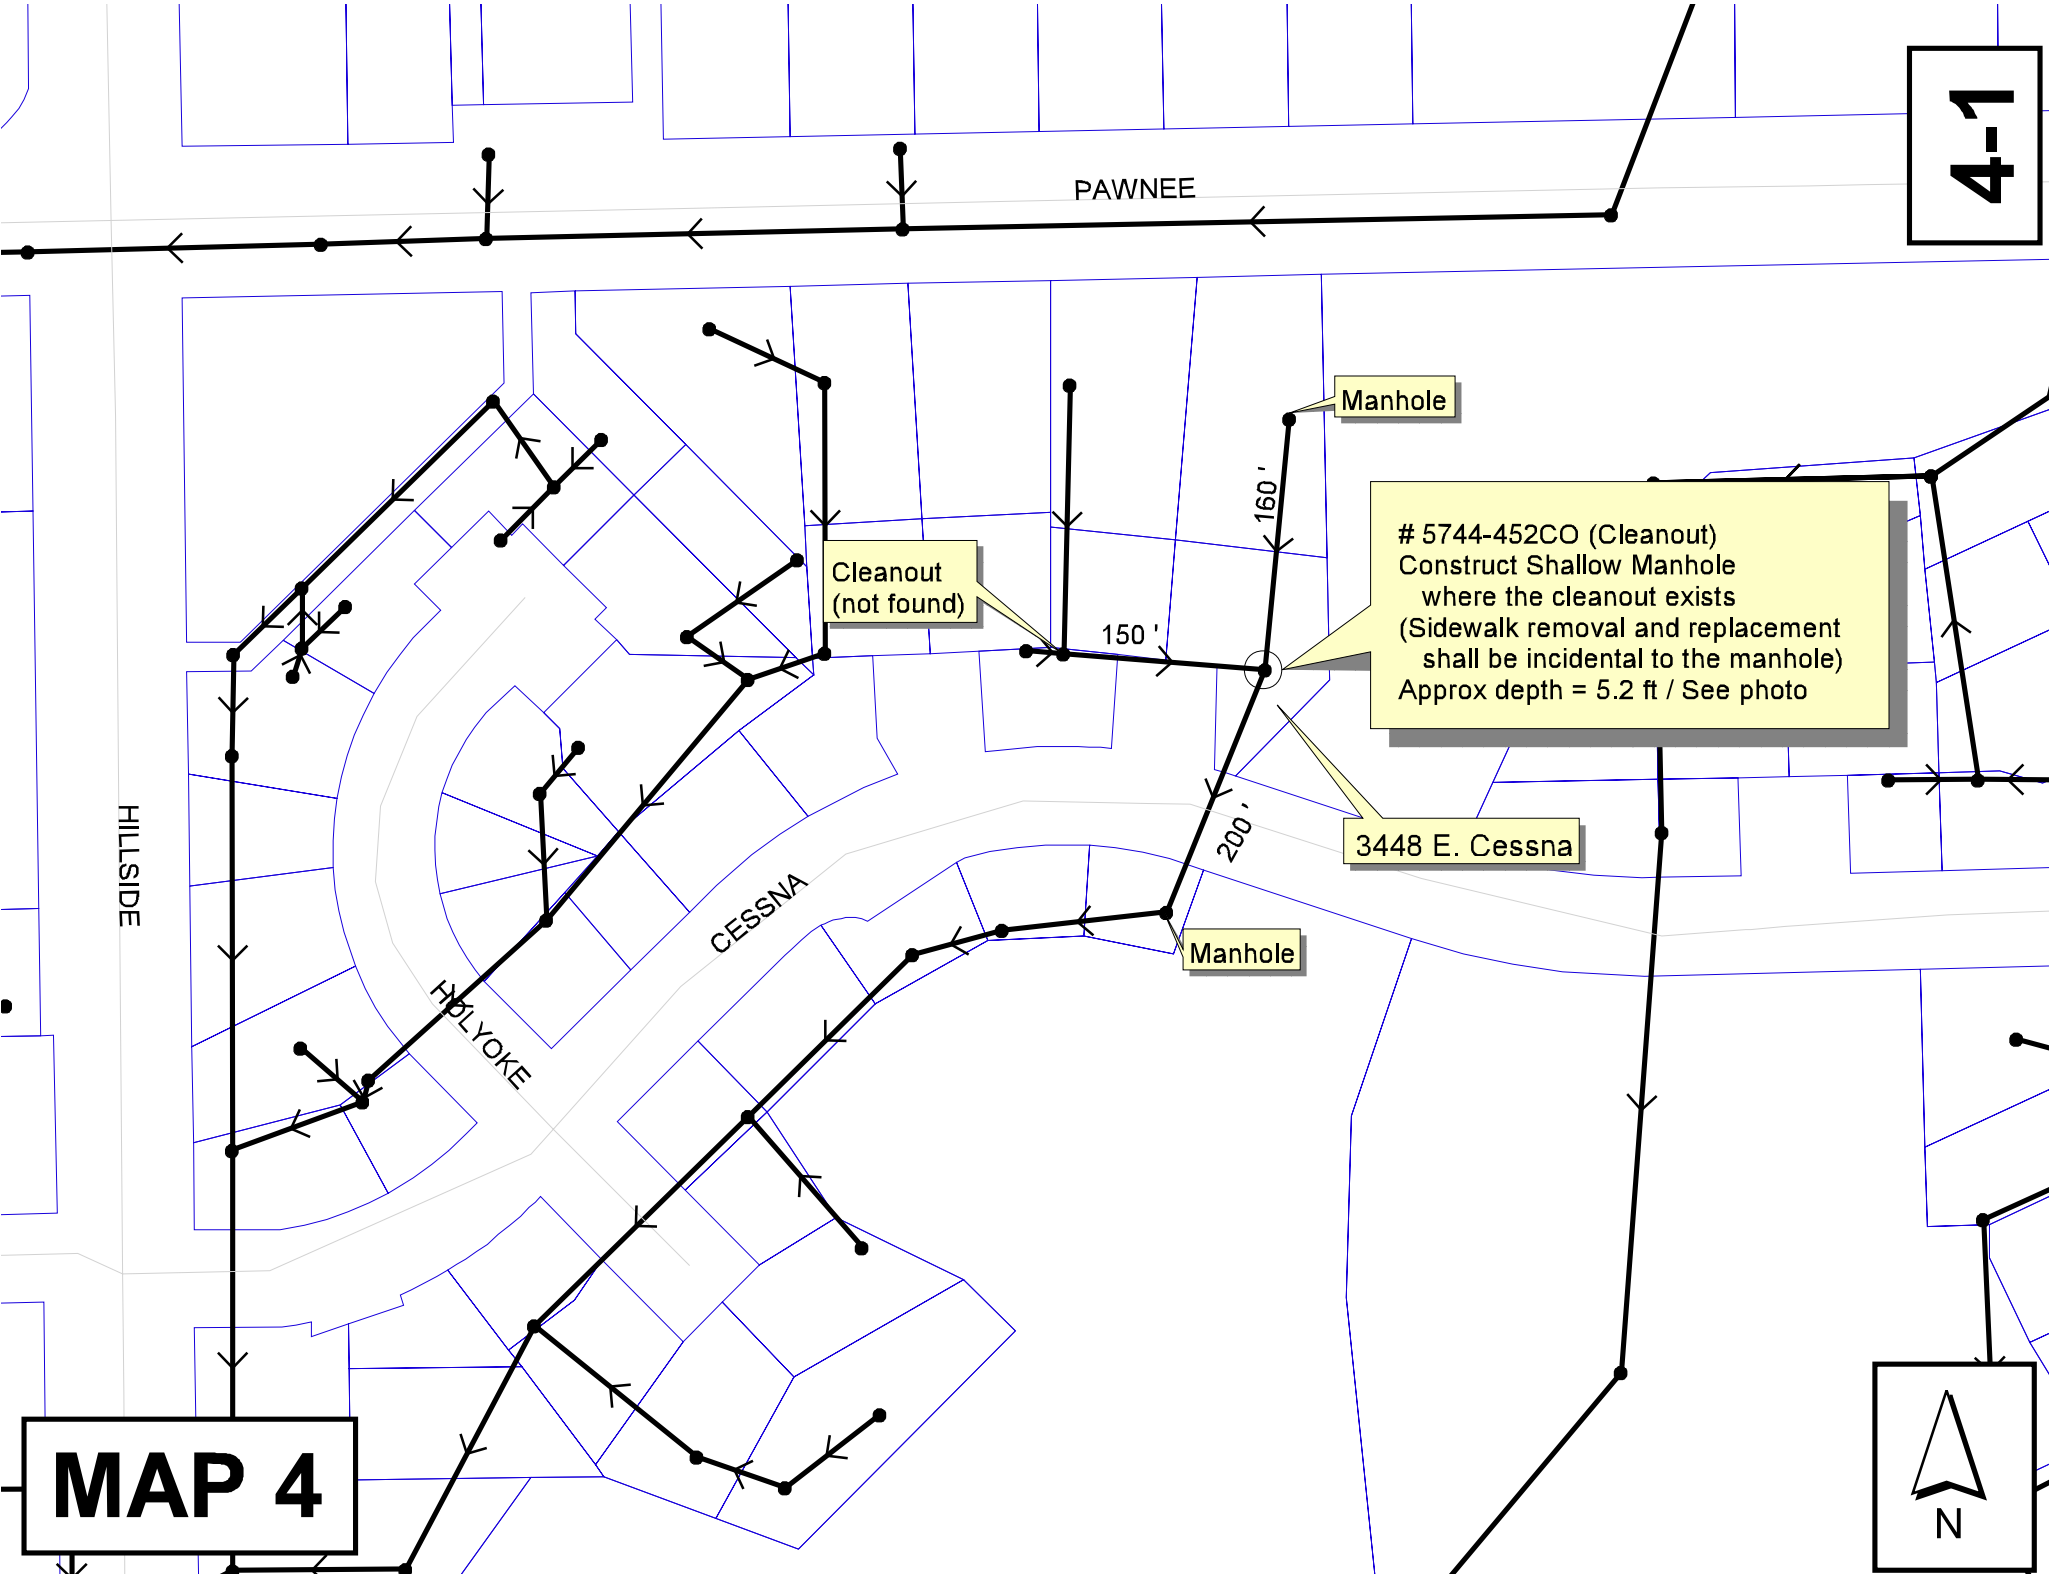 4-1
PAWNEE
Manhole
160 '
# 5744-452CO (Cleanout)
Construct Shallow Manhole
where the cleanout exists
(Sidewalk removal and replacement
shall be incidental to the manhole)
Approx depth = 5.2 ft / See photo
Cleanout
(not found)
150 '
HILLSIDE
200 '
3448 E. Cessna
CESSNA
Manhole
HOLYOKE
MAP 4
N